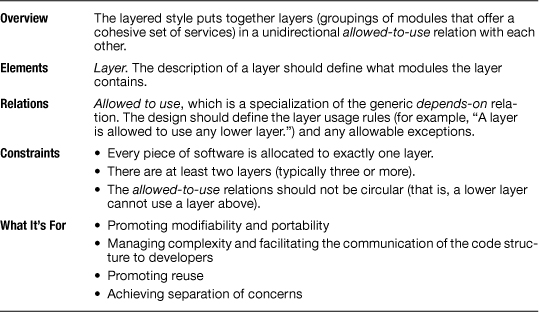 Overview The layered style puts together layers (groupings of modules that offer a
cohesive set of services) in a unidirectional allowed-to-use relation with each
other.
Elements Layer. The description of a layer should define what modules the layer
contains.
Relations Allowed to use, which is a specialization of the generic depends-on rela-
tion. The design should define the layer usage rules (for example, “A layer
is allowed to use any lower layer.”) and any allowable exceptions.
Constraints • Every piece of software is allocated to exactly one layer.
• There are at least two layers (typically three or more).
• The allowed-to-use relations should not be circular (that is, a lower layer
cannot use a layer above).
What It’s For • Promoting modifiability and portability
• Managing complexity and facilitating the communication of the code struc-
ture to developers
• Promoting reuse
• Achieving separation of concerns